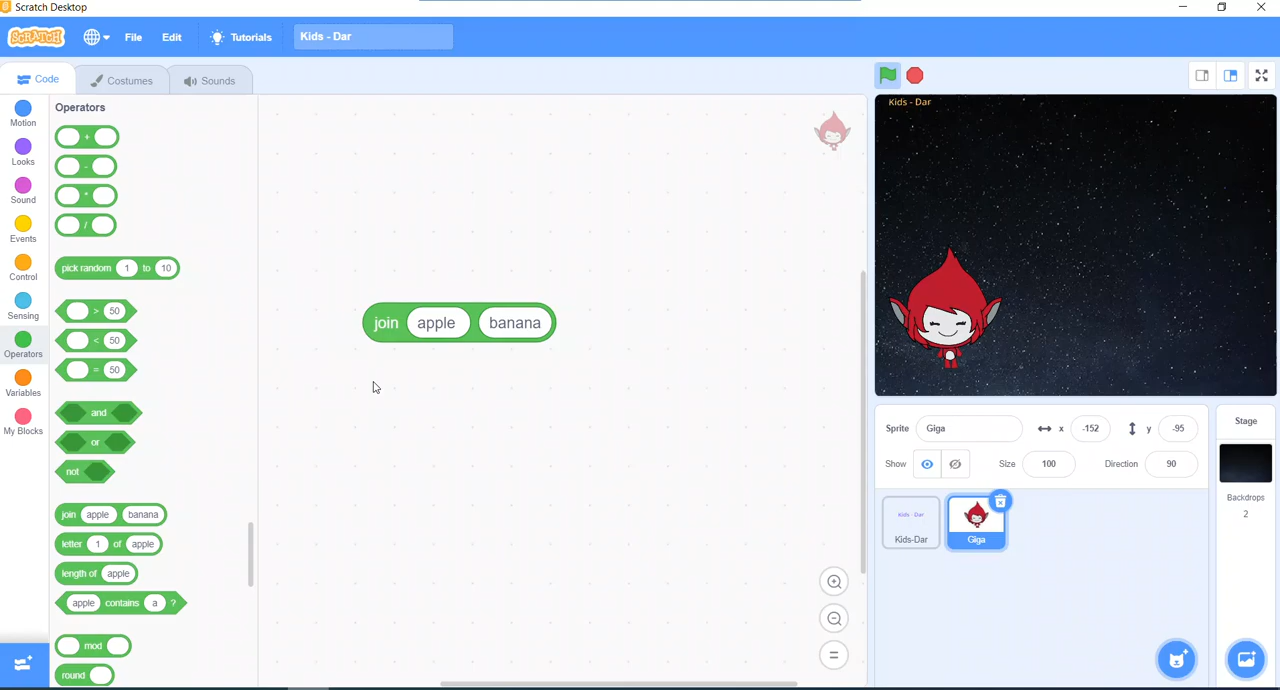 Scratch Desktop
SCRATCH File Edit Tutorials Kids - Dar
Code Costumes Sounds
Motion
Looks
Sound
Events
Control
Sensing
Operators
Variables
My Blocks
Operators
+
-
*
/
pick random 1 to 10
> 50
< 50
= 50
and
or
not
join apple banana
letter 1 of apple
length of apple
apple contains a ?
mod
round
join apple banana
Kids - Dar
Sprite Giga x -152 y -95
Show Size 100 Direction 90
Kids - Dar
Kids-Dar
Giga
Stage
Backdrops
2